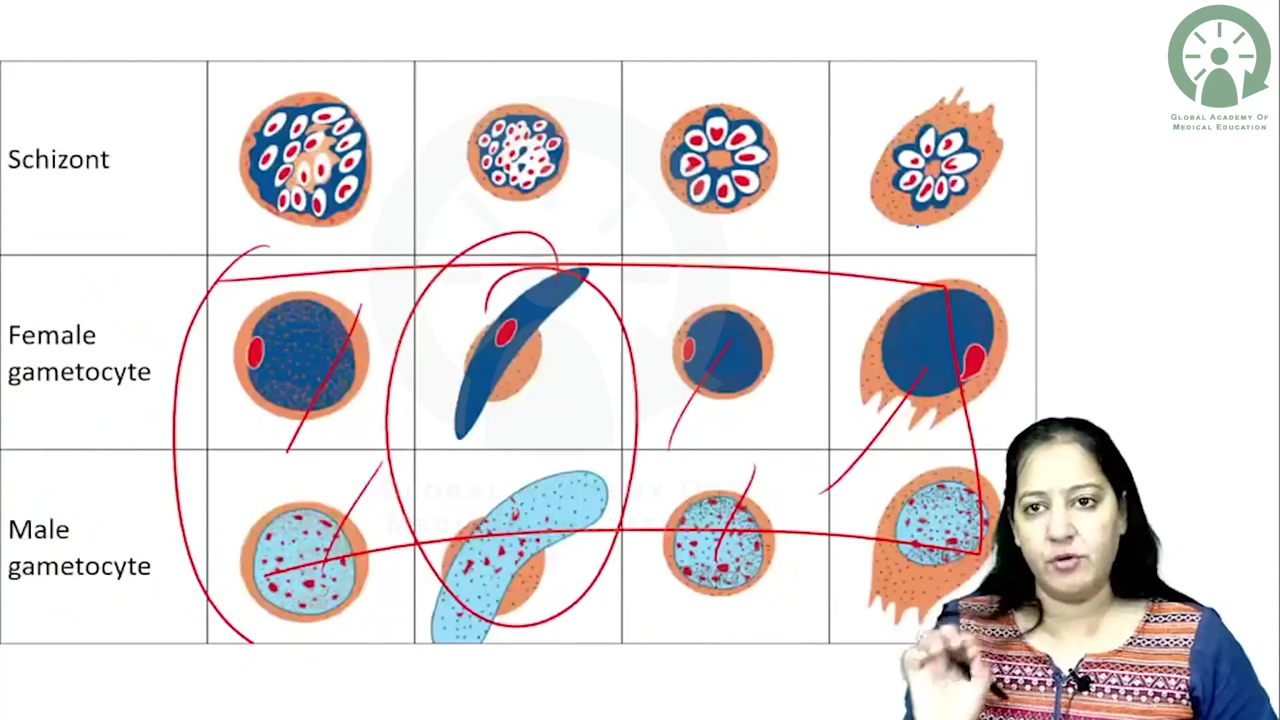 GLOBAL ACADEMY OF
MEDICAL EDUCATION
Schizont
Female
gametocyte
Male
gametocyte